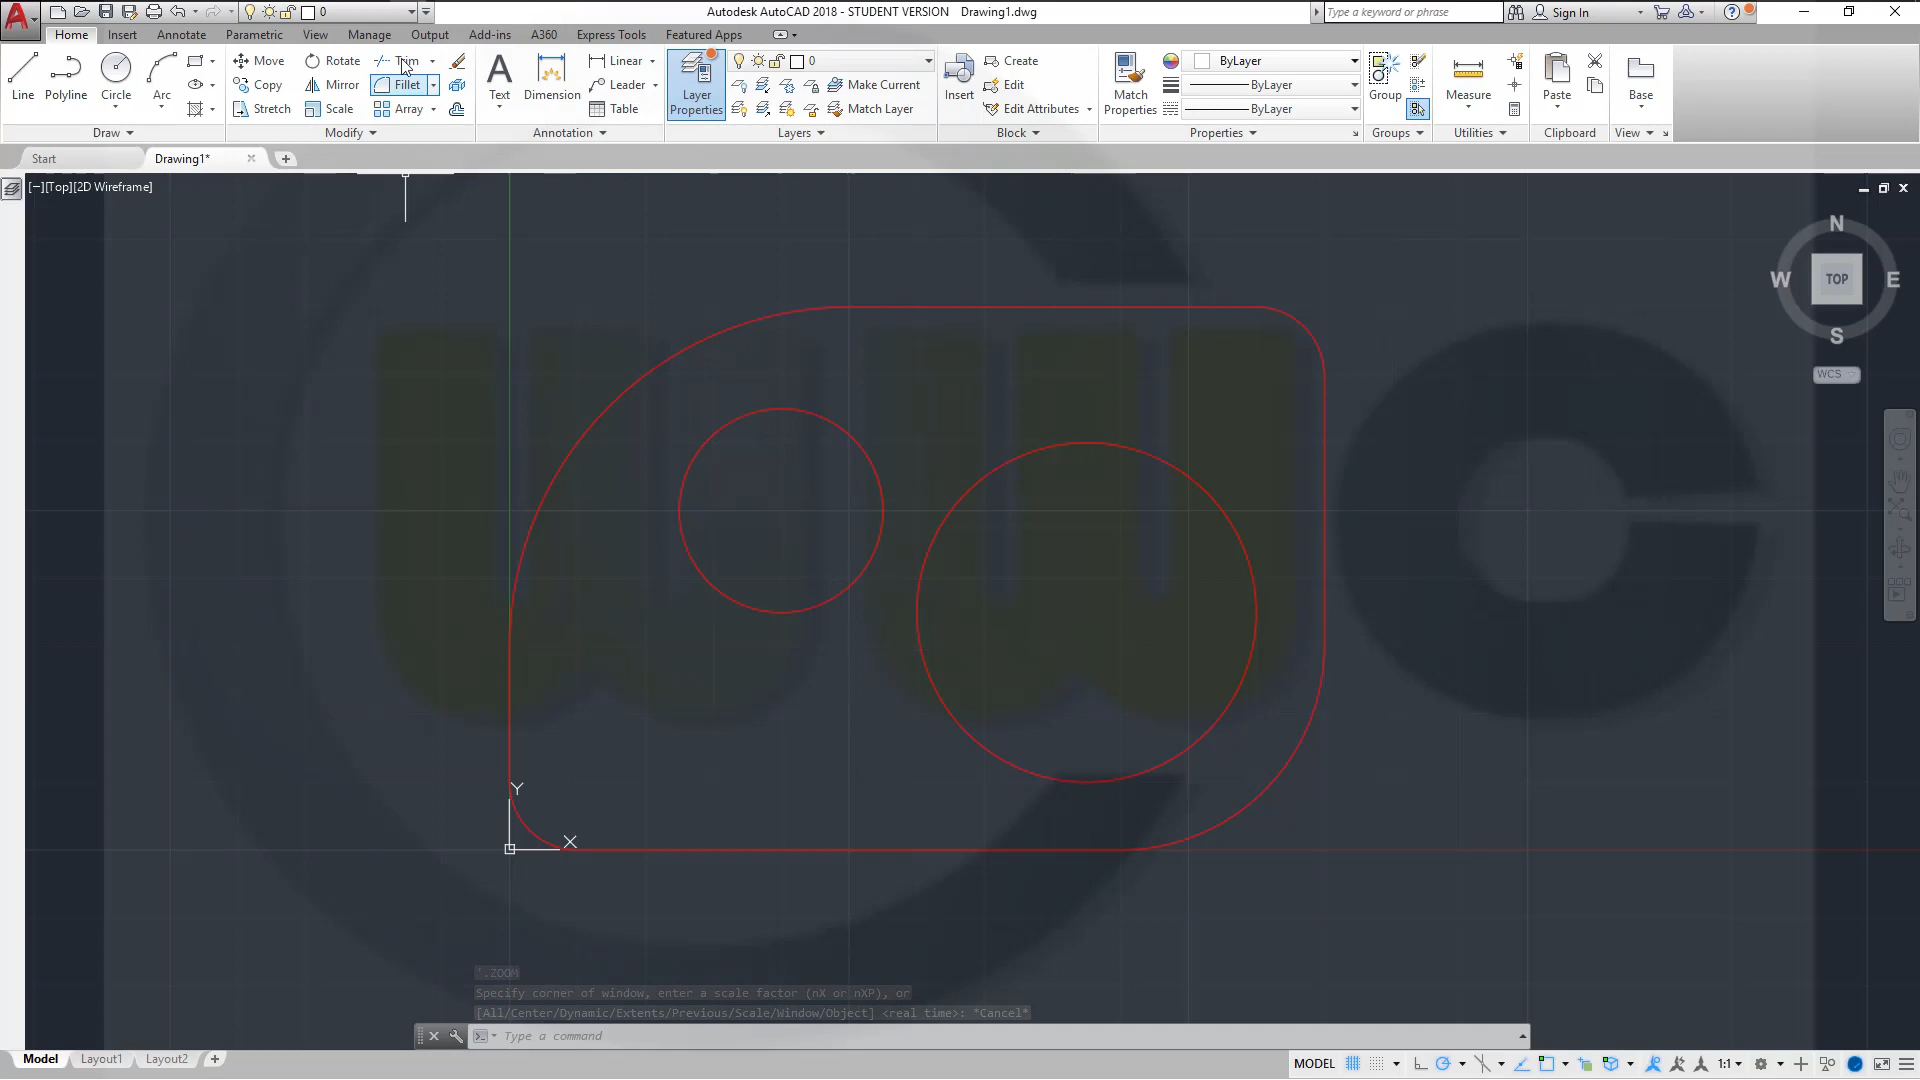 A
0
Autodesk AutoCAD 2018 - STUDENT VERSION Drawing1.dwg
Type a keyword or phrase
Sign In
Home Insert Annotate Parametric View Manage Output Add-ins A360 Express Tools Featured Apps
Line
Polyline
Circle
Arc
Draw
Move
Copy
Stretch
Rotate
Mirror
Scale
Trim
Fillet
Array
Modify
Text
Dimension
Linear
Leader
Table
Annotation
Layer
Properties
0
Make Current
Match Layer
Layers
Insert
Create
Edit
Edit Attributes
Block
Match
Properties
ByLayer
ByLayer
ByLayer
Properties
Group
Groups
Measure
Utilities
Paste
Clipboard
Base
View
Start
Drawing1*
[−][Top][2D Wireframe]
N
W
TOP
E
S
WCS
Y
X
'.ZOOM
Specify corner of window, enter a scale factor (nX or nXP), or
[All/Center/Dynamic/Extents/Previous/Scale/Window/Object] <real time>: *Cancel*
Type a command
Model Layout1 Layout2
MODEL
1:1